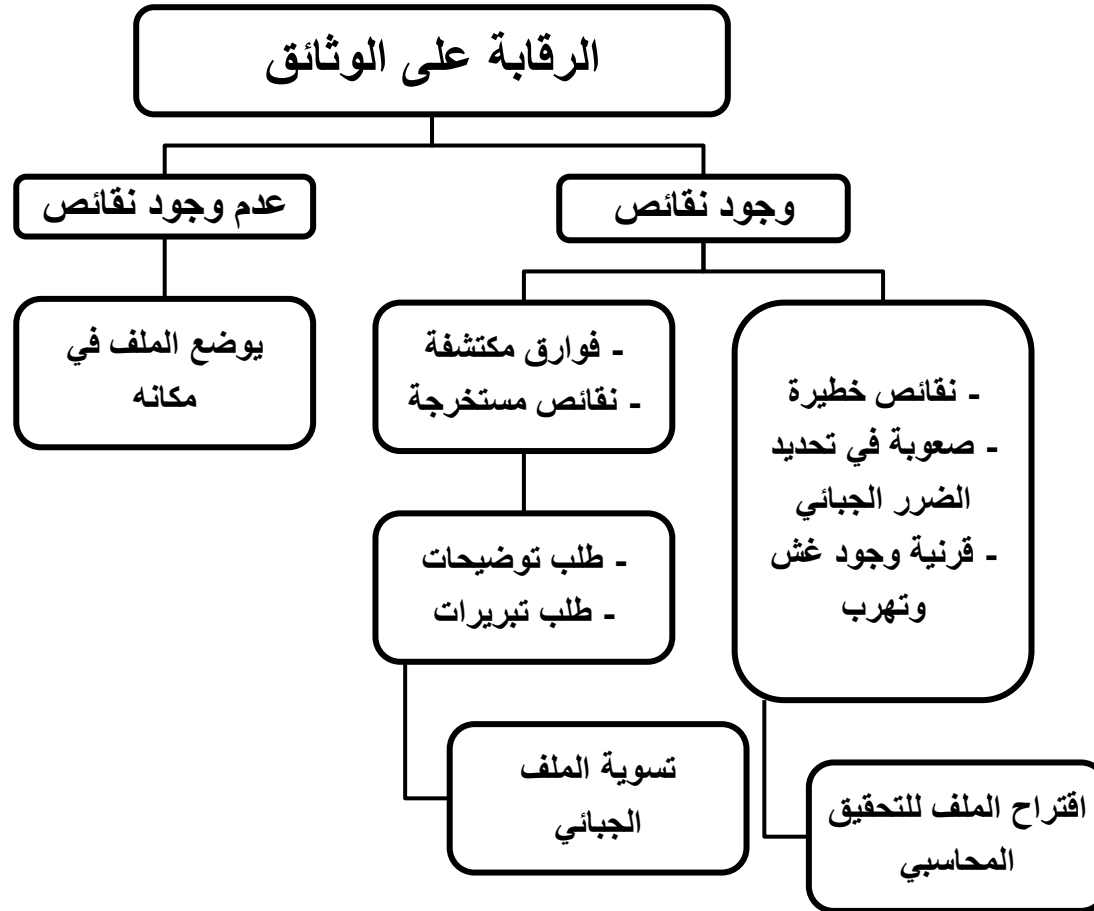 الرقابة على الوثائق
وجود نقائص
عدم وجود نقائص
- نقائص خطيرة
- صعوبة في تحديد
الضرر الجبائي
- قرنية وجود غش
وتهرب
- فوارق مكتشفة
- نقائص مستخرجة
يوضع الملف في
مكانه
- طلب توضيحات
- طلب تبريرات
تسوية الملف
الجبائي
اقتراح الملف للتحقيق
المحاسبي